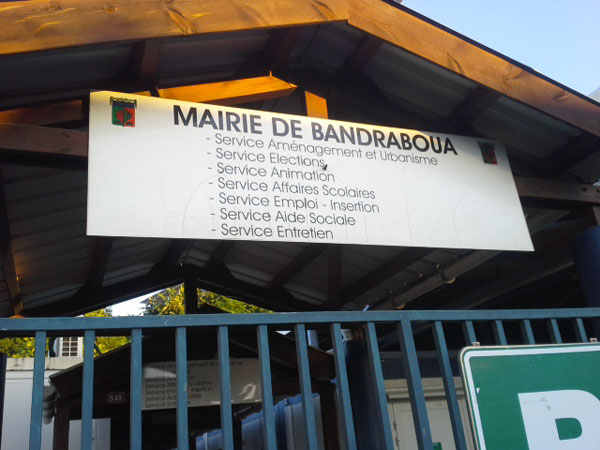 MAIRIE DE BANDRABOUA
- Service Aménagement et Urbanisme
- Service Elections
- Service Animation
- Service Affaires Scolaires
- Service Emploi - Insertion
- Service Aide Sociale
- Service Entretien
849